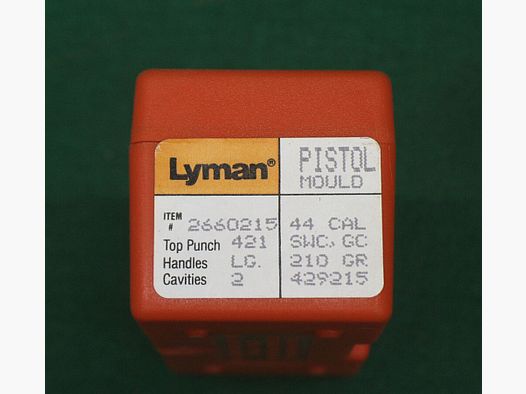 Lyman® PISTOL
MOULD
ITEM # 2660215 44 CAL
Top Punch 421 SWC, GC
Handles LG. 210 GR
Cavities 2 429215